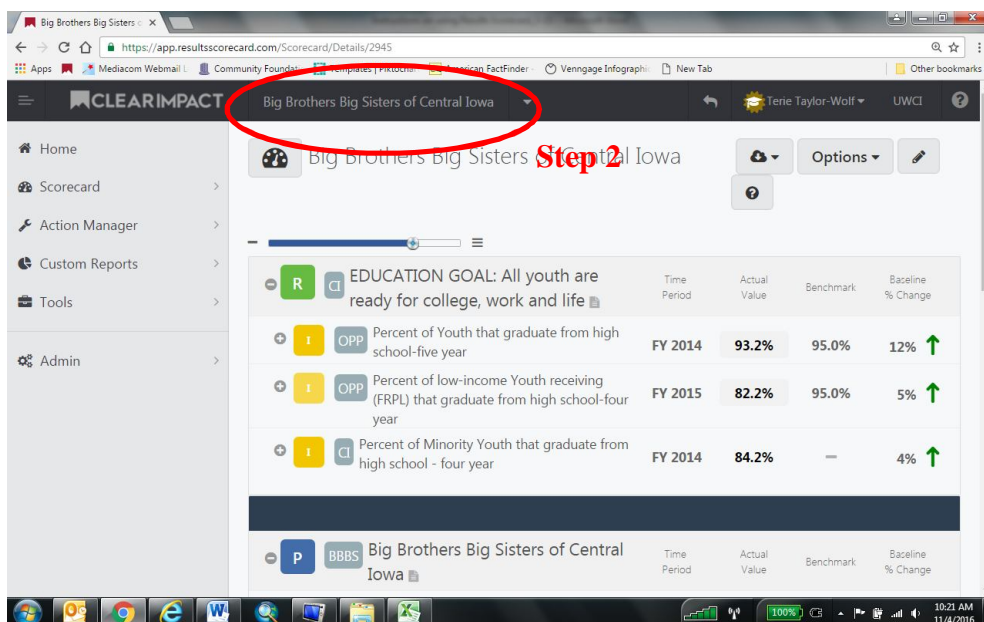 Big Brothers Big Sisters o
https://app.resultsscorecard.com/Scorecard/Details/2945
Apps Mediacom Webmail L Community Foundati Templates | Piktocha American FactFinder - Venngage Infographi New Tab Other bookmarks
CLEARIMPACT Big Brothers Big Sisters of Central Iowa Terie Taylor-Wolf UWCI
Home
Scorecard
Action Manager
Custom Reports
Tools
Admin
Big Brothers Big Sisters of Central Iowa
Step 2
Options
R CI EDUCATION GOAL: All youth are ready for college, work and life
Time Period Actual Value Benchmark Baseline % Change
I OPP Percent of Youth that graduate from high school-five year FY 2014 93.2% 95.0% 12%
I OPP Percent of low-income Youth receiving (FRPL) that graduate from high school-four year FY 2015 82.2% 95.0% 5%
I CI Percent of Minority Youth that graduate from high school - four year FY 2014 84.2% – 4%
P BBBS Big Brothers Big Sisters of Central Iowa
Time Period Actual Value Benchmark Baseline % Change
100%
10:21 AM
11/4/2016